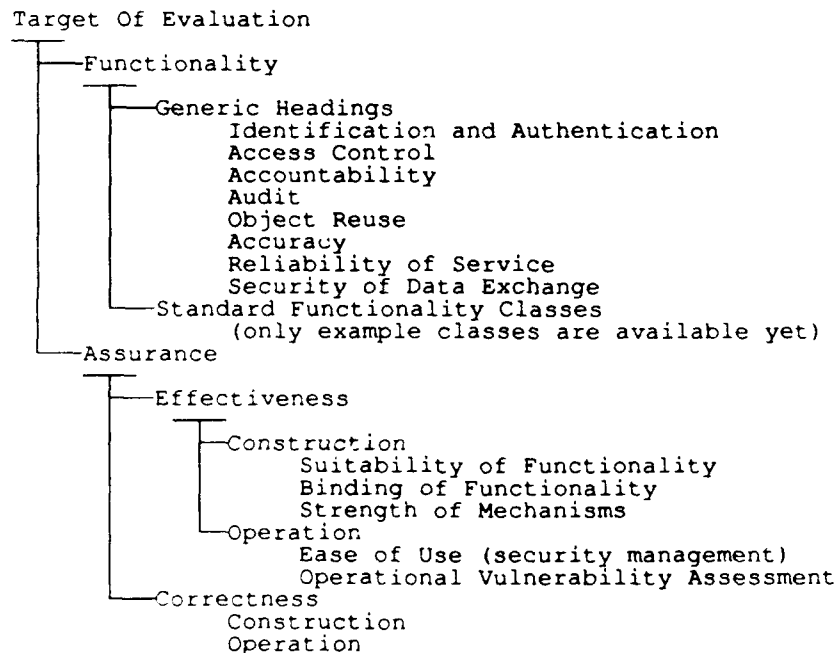 Target Of Evaluation
Functionality
Generic Headings
Identification and Authentication
Access Control
Accountability
Audit
Object Reuse
Accuracy
Reliability of Service
Security of Data Exchange
Standard Functionality Classes
(only example classes are available yet)
Assurance
Effectiveness
Construction
Suitability of Functionality
Binding of Functionality
Strength of Mechanisms
Operation
Ease of Use (security management)
Operational Vulnerability Assessment
Correctness
Construction
Operation